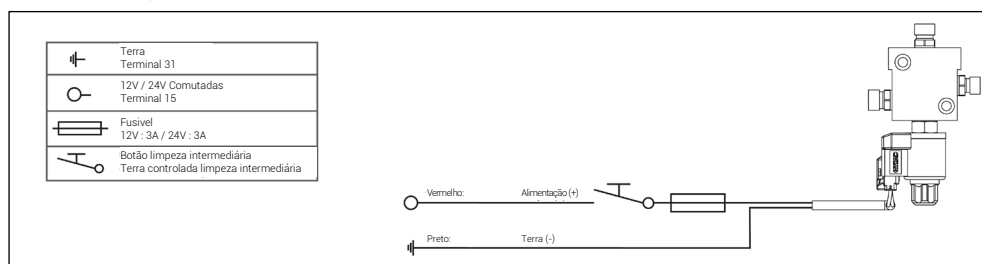 Terra
Terminal 31
12V / 24V Comutadas
Terminal 15
Fusivel
12V : 3A / 24V : 3A
Botão limpeza intermediária
Terra controlada limpeza intermediária
Vermelho: Alimentação (+)
Preto: Terra (-)